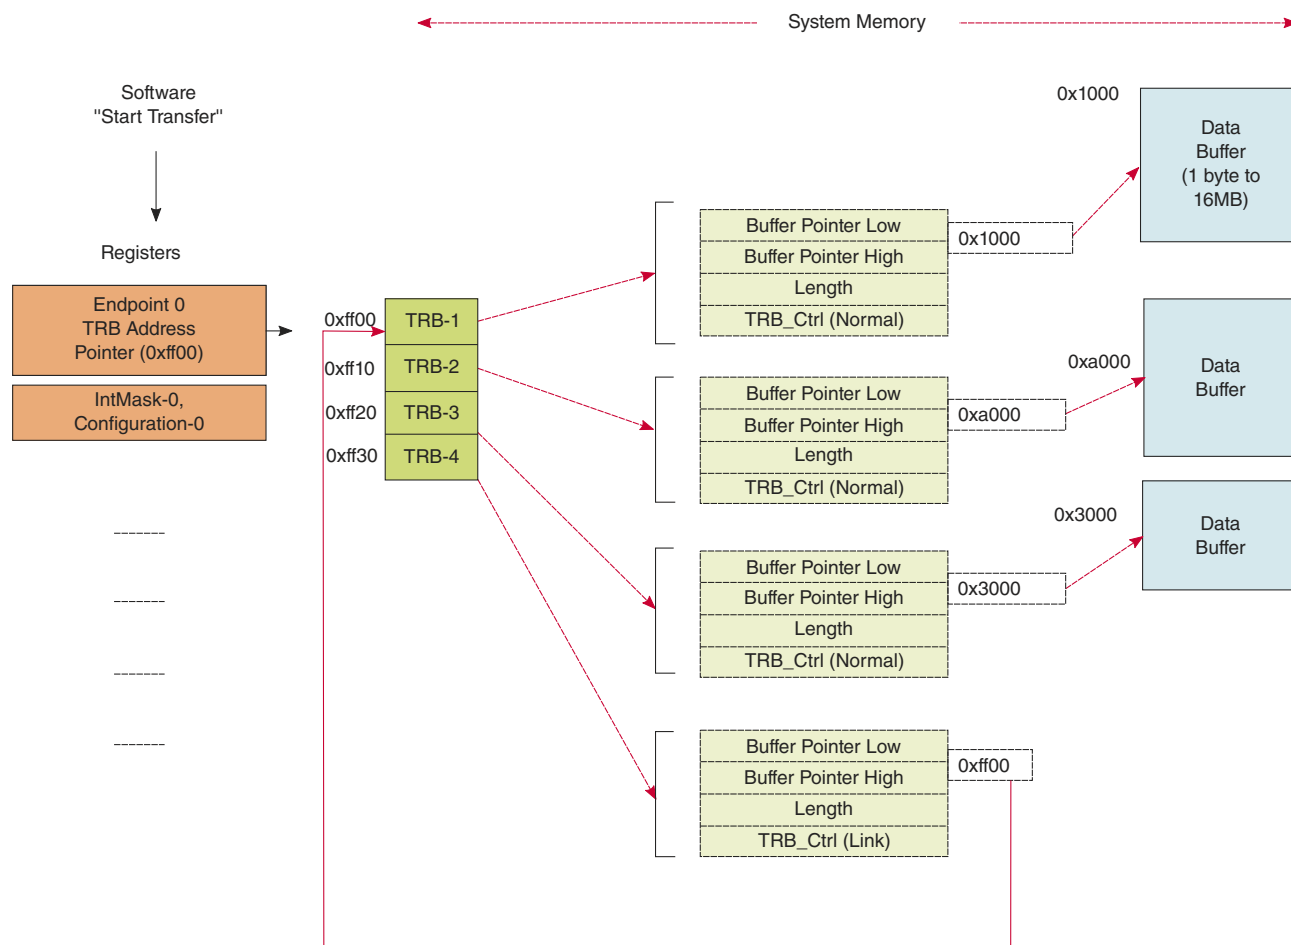 System Memory
Software
"Start Transfer"
Registers
Endpoint 0
TRB Address
Pointer (0xff00)
IntMask-0,
Configuration-0
0xff00
TRB-1
0xff10
TRB-2
0xff20
TRB-3
0xff30
TRB-4
Buffer Pointer Low
Buffer Pointer High
Length
TRB_Ctrl (Normal)
0x1000
0x1000
Data
Buffer
(1 byte to
16MB)
Buffer Pointer Low
Buffer Pointer High
Length
TRB_Ctrl (Normal)
0xa000
0xa000
Data
Buffer
Buffer Pointer Low
Buffer Pointer High
Length
TRB_Ctrl (Normal)
0x3000
0x3000
Data
Buffer
Buffer Pointer Low
Buffer Pointer High
Length
TRB_Ctrl (Link)
0xff00